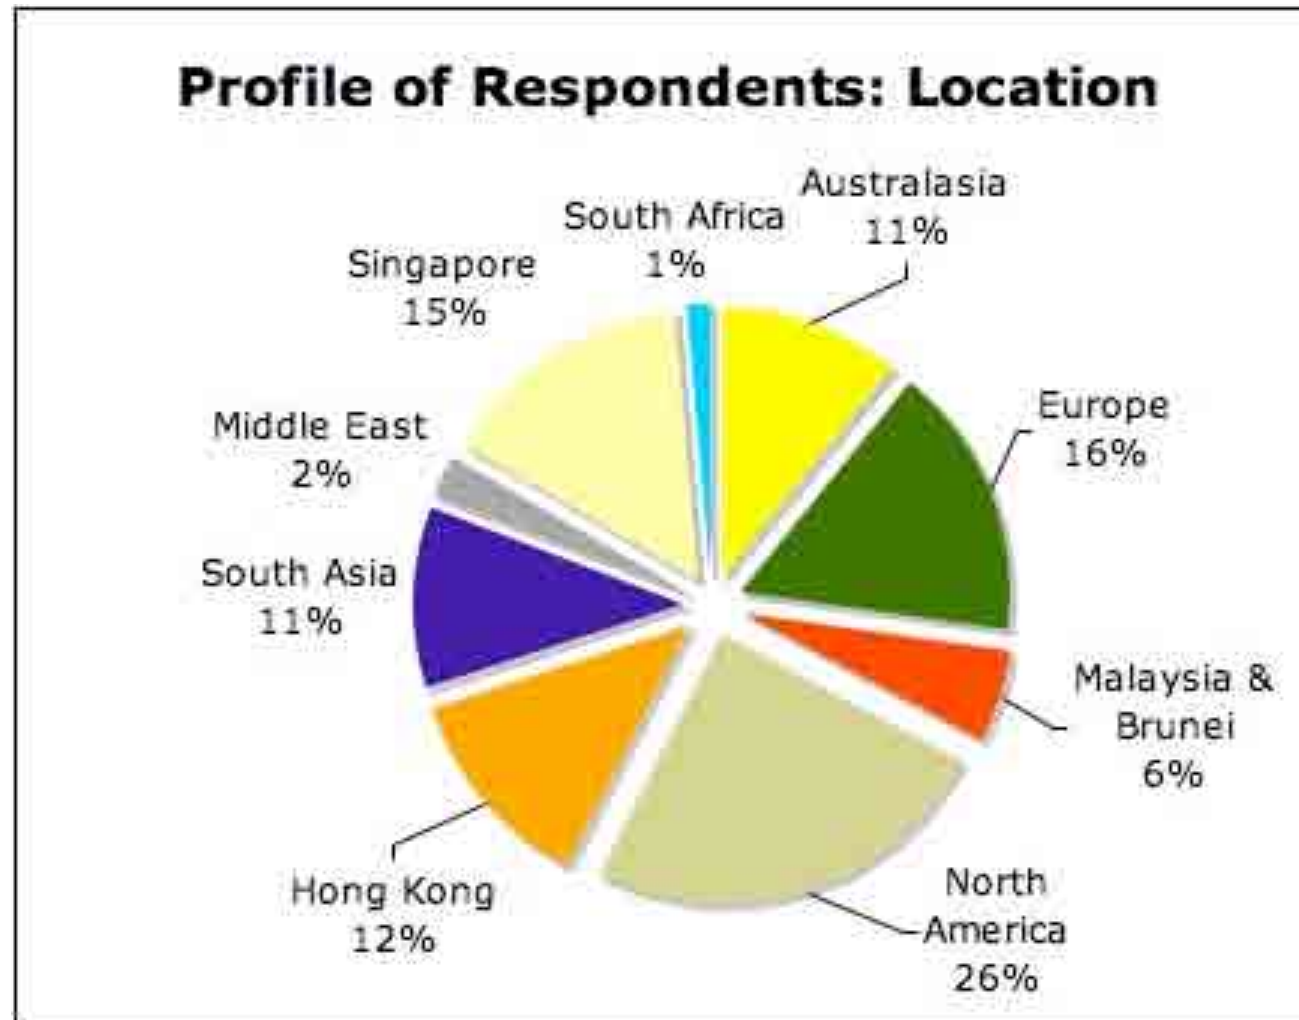 Profile of Respondents: Location
Australasia
11%
South Africa
1%
Singapore
15%
Europe
16%
Middle East
2%
South Asia
11%
Malaysia &
Brunei
6%
Hong Kong
12%
North
America
26%